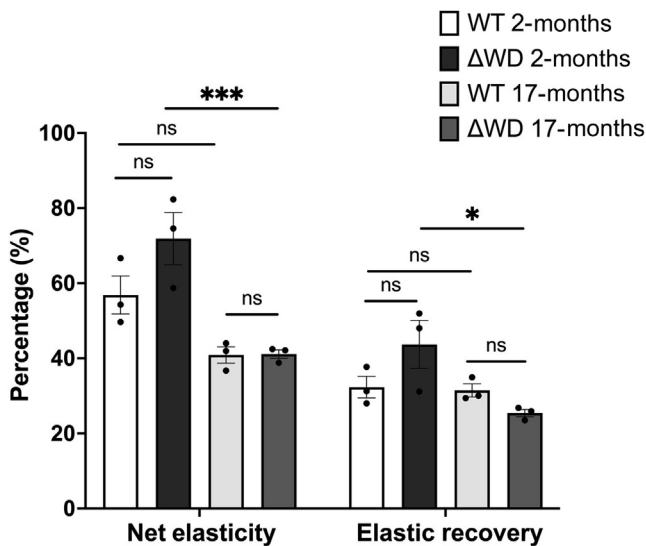 WT 2-months
ΔWD 2-months
WT 17-months
ΔWD 17-months
Percentage (%)
100
80
60
40
20
0
***
ns
ns
ns
*
ns
ns
ns
Net elasticity
Elastic recovery